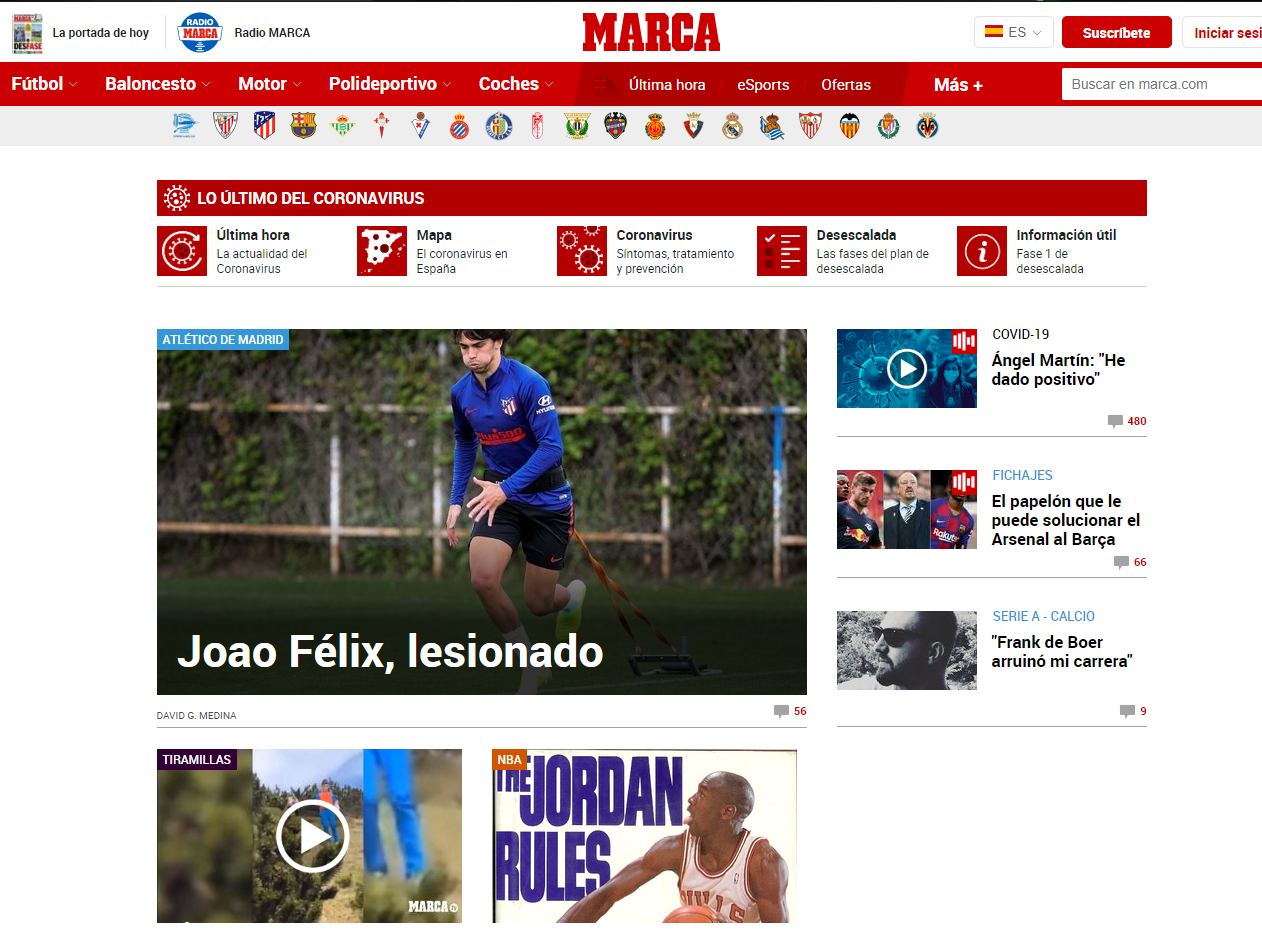 La portada de hoy
RADIO
MARCA
Radio MARCA
MARCA
ES
Suscríbete
Iniciar sesi
Fútbol
Baloncesto
Motor
Polideportivo
Coches
#
Última hora
eSports
Ofertas
Más +
Buscar en marca.com
LO ÚLTIMO DEL CORONAVIRUS
Última hora
La actualidad del
Coronavirus
Mapa
El coronavirus en
España
Coronavirus
Síntomas, tratamiento
y prevención
Desescalada
Las fases del plan de
desescalada
Información útil
Fase 1 de
desescalada
ATLÉTICO DE MADRID
HYUNDAI
Joao Félix, lesionado
DAVID G. MEDINA
56
COVID-19
Ángel Martín: "He
dado positivo"
480
FICHAJES
El papelón que le
puede solucionar el
Arsenal al Barça
Rakuten
66
SERIE A - CALCIO
"Frank de Boer
arruinó mi carrera"
9
TIRAMILLAS
MARCA TV
NBA
THE JORDAN
RULES
BULLS